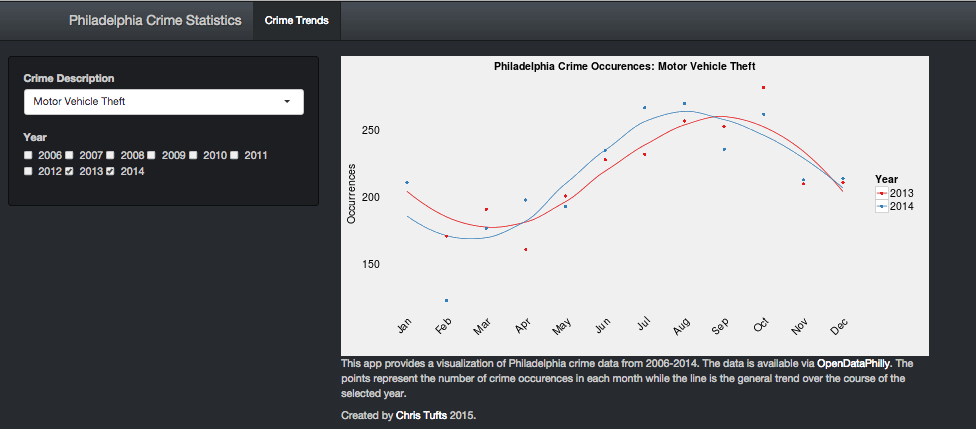 Philadelphia Crime Statistics Crime Trends
Crime Description
Motor Vehicle Theft
Year
2006 2007 2008 2009 2010 2011
2012 2013 2014
Philadelphia Crime Occurences: Motor Vehicle Theft
Occurrences
250
200
150
Jan Feb Mar Apr May Jun Jul Aug Sep Oct Nov Dec
Year
2013
2014
This app provides a visualization of Philadelphia crime data from 2006-2014. The data is available via OpenDataPhilly. The
points represent the number of crime occurences in each month while the line is the general trend over the course of the
selected year.
Created by Chris Tufts 2015.